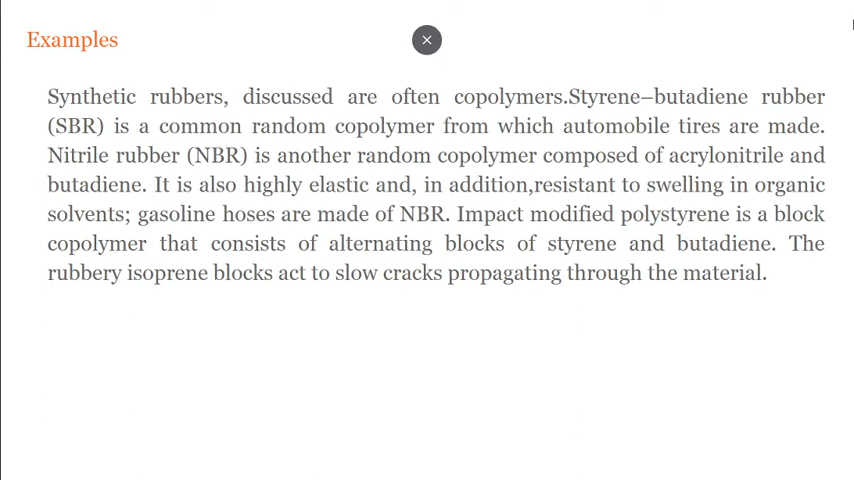 Examples
Synthetic rubbers, discussed are often copolymers.Styrene–butadiene rubber
(SBR) is a common random copolymer from which automobile tires are made.
Nitrile rubber (NBR) is another random copolymer composed of acrylonitrile and
butadiene. It is also highly elastic and, in addition,resistant to swelling in organic
solvents; gasoline hoses are made of NBR. Impact modified polystyrene is a block
copolymer that consists of alternating blocks of styrene and butadiene. The
rubbery isoprene blocks act to slow cracks propagating through the material.